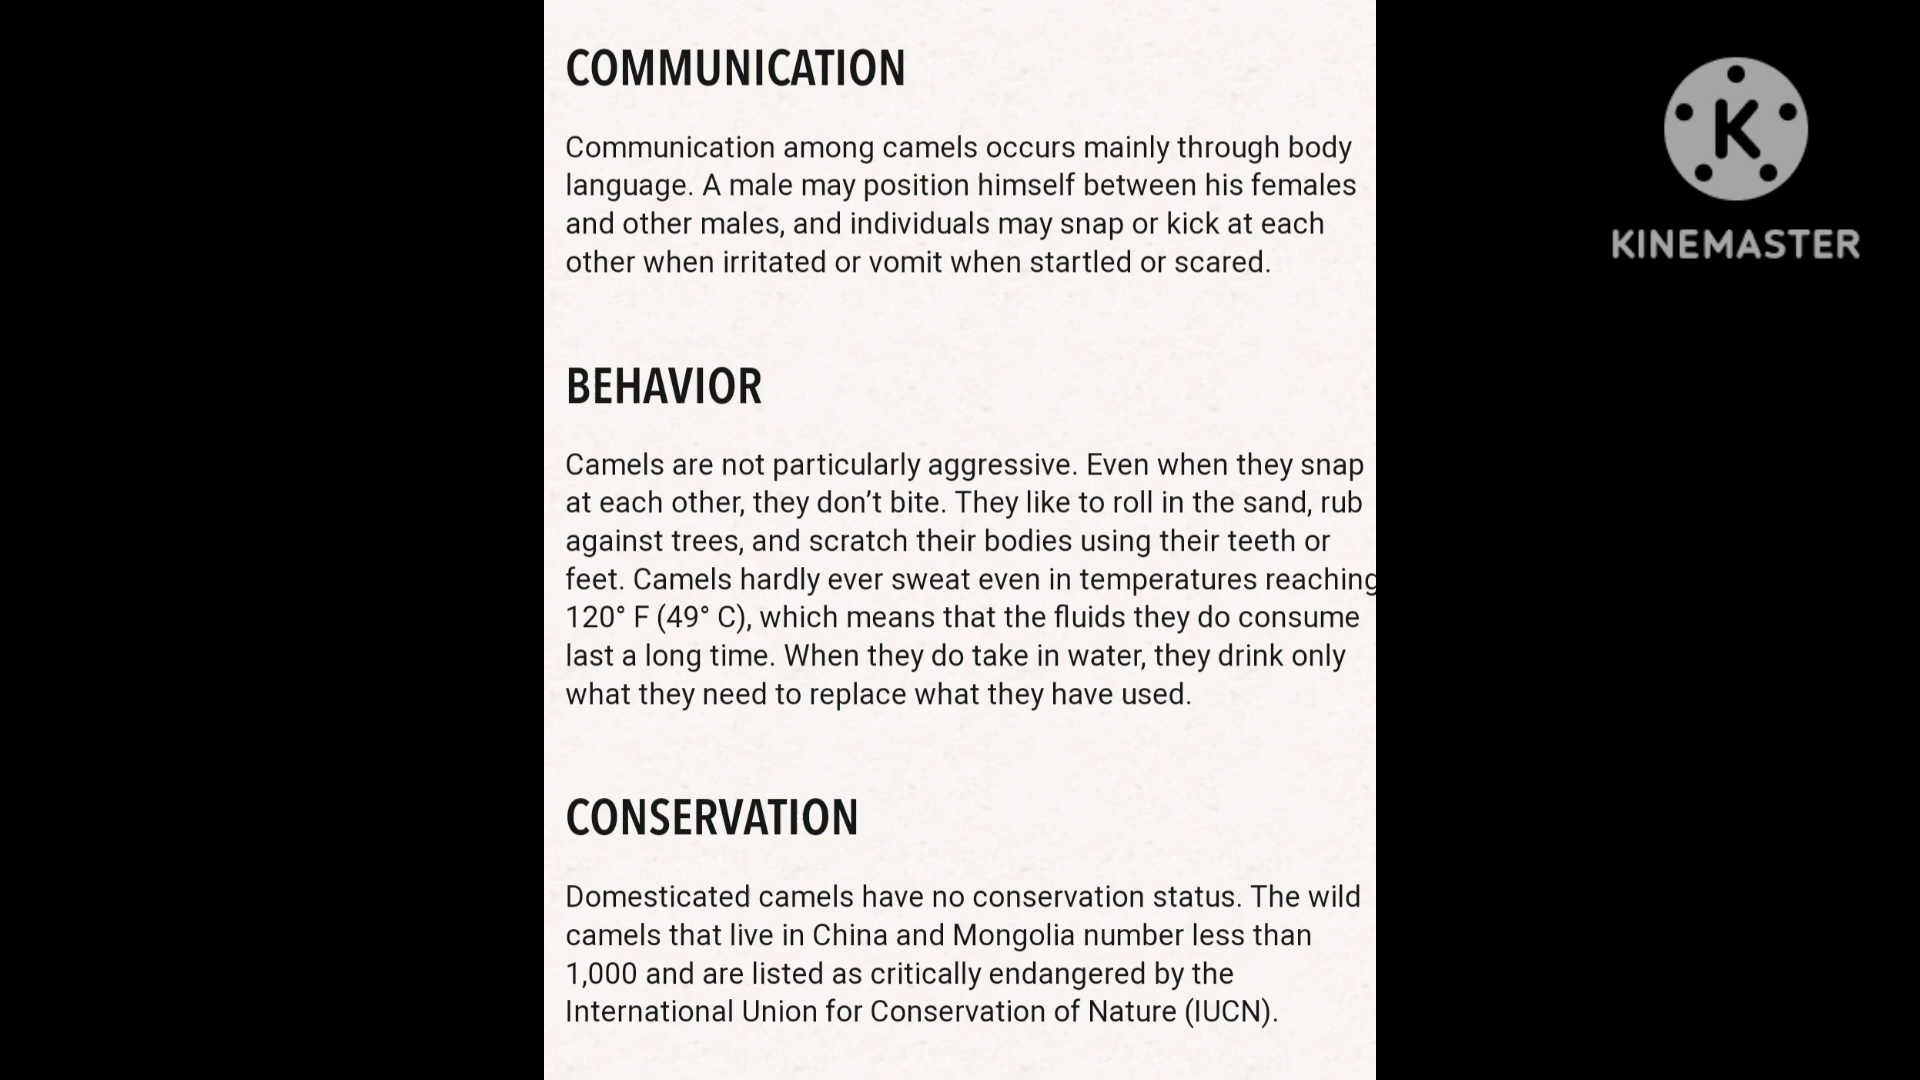 COMMUNICATION
Communication among camels occurs mainly through body
language. A male may position himself between his females
and other males, and individuals may snap or kick at each
other when irritated or vomit when startled or scared.
BEHAVIOR
Camels are not particularly aggressive. Even when they snap
at each other, they don’t bite. They like to roll in the sand, rub
against trees, and scratch their bodies using their teeth or
feet. Camels hardly ever sweat even in temperatures reaching
120° F (49° C), which means that the fluids they do consume
last a long time. When they do take in water, they drink only
what they need to replace what they have used.
CONSERVATION
Domesticated camels have no conservation status. The wild
camels that live in China and Mongolia number less than
1,000 and are listed as critically endangered by the
International Union for Conservation of Nature (IUCN).
K
KINEMASTER